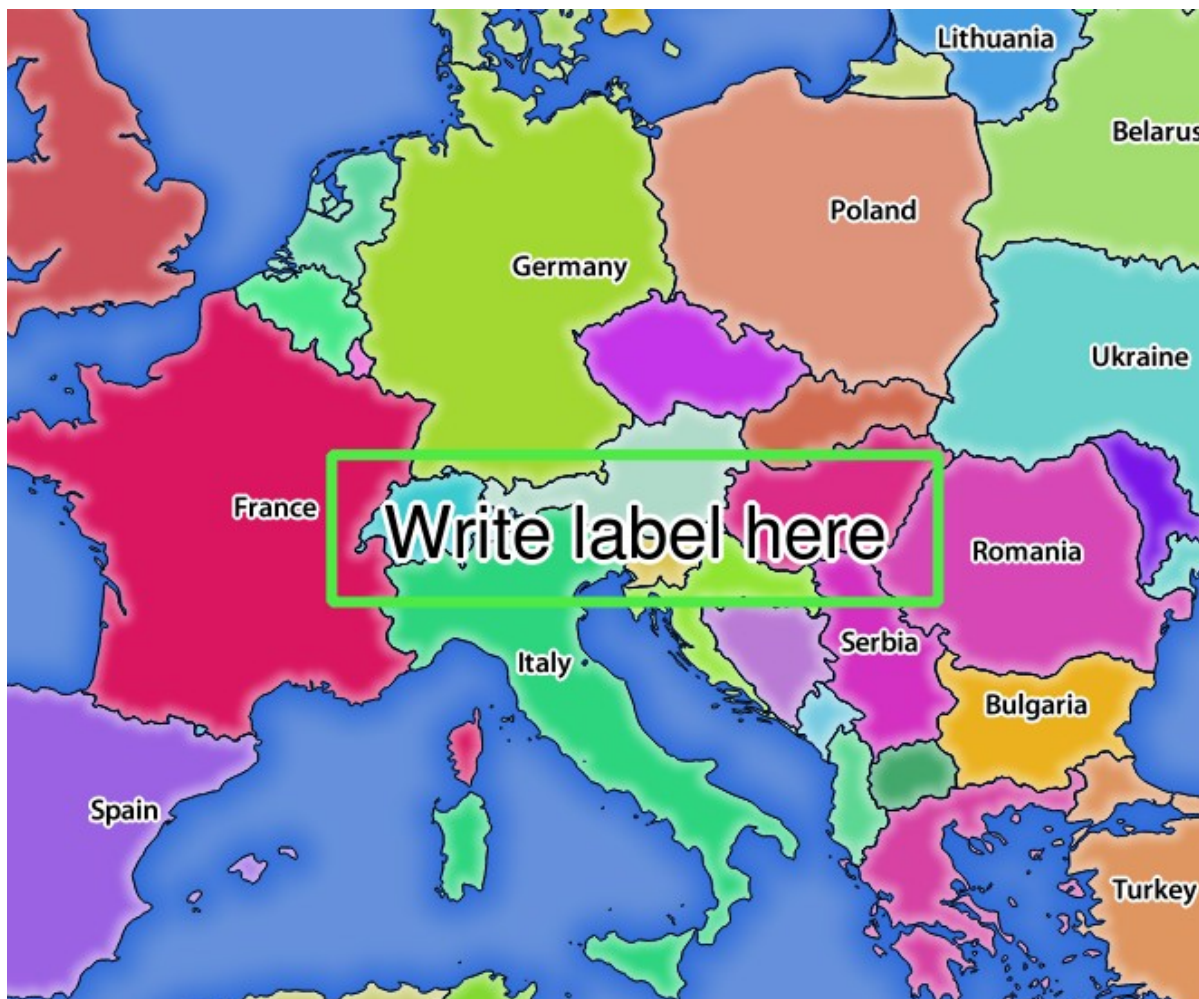 Lithuania
Belarus
Poland
Germany
Ukraine
France
Write label here
Romania
Serbia
Italy
Bulgaria
Spain
Turkey